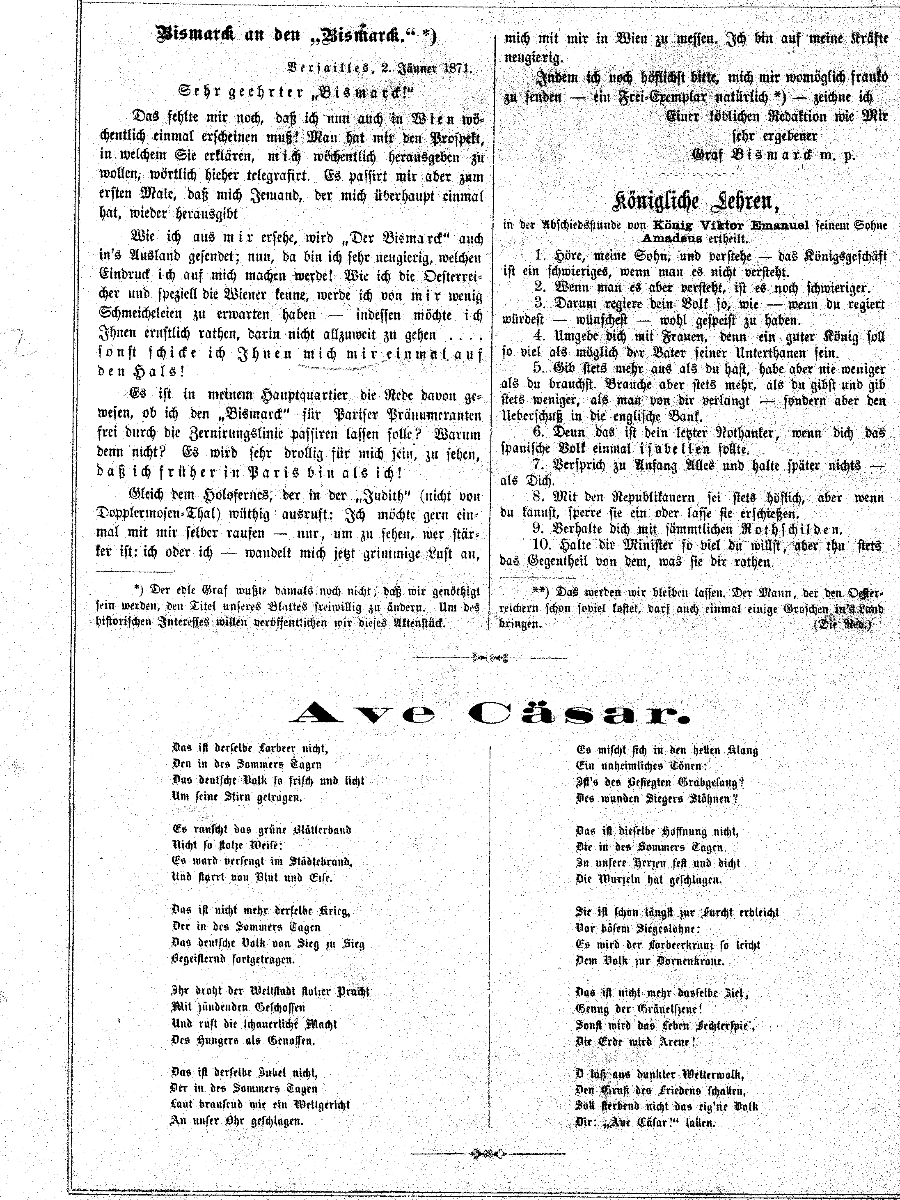 Bismarck an den „Bismarck.“ *)
Versailles, 2. Jänner 1871.
Sehr geehrter „Bismarck!“
Das fehlte mir noch, daß ich nun auch in Wien wö-
chentlich einmal erscheinen muß! Man hat mir den Prospekt,
in welchem Sie erklären, mich wöchentlich herausgeben zu
wollen, wörtlich hieher telegrafirt. Es passirt mir aber zum
ersten Male, daß mich Jemand, der mich überhaupt einmal
hat, wieder herausgibt
Wie ich aus mir ersehe, wird „Der Bismarck“ auch
in's Ausland gesendet; nun, da bin ich sehr neugierig, welchen
Eindruck ich auf mich machen werde! Wie ich die Oesterrei-
cher und speziell die Wiener kenne, werde ich von mir wenig
Schmeicheleien zu erwarten haben — indessen möchte ich
Ihnen ernstlich rathen, darin nicht allzuweit zu gehen ....
sonst schicke ich Ihnen mich mir einmal auf
den Hals!
Es ist in meinem Hauptquartier die Rede davon ge-
wesen, ob ich den „Bismarck“ für Pariser Pränumeranten
frei durch die Zernirungslinie passiren lassen solle? Warum
denn nicht? Es wird sehr drollig für mich sein, zu sehen,
daß ich früher in Paris bin als ich!
Gleich dem Holofernes, der in der „Judith“ (nicht von
Dopplermosen-Thal) wüthig ausruft: Ich möchte gern ein-
mal mit mir selber raufen — nur, um zu sehen, wer stär-
ker ist: ich oder ich — wandelt mich jetzt grimmige Lust an,
*) Der edle Graf wußte damals noch nicht, daß wir genöthigt
sein werden, den Titel unseres Blattes freiwillig zu ändern. Um des
historischen Interesses willen veröffentlichen wir dieses Aktenstück.
mich mit mir in Wien zu messen. Ich bin auf meine Kräfte
neugierig.
Indem ich noch höflichst bitte, mich mir womöglich franko
zu senden — ein Frei-Exemplar natürlich *) — zeichne ich
Einer löblichen Redaktion wie Mir
sehr ergebener
Graf Bismarck m. p.
Königliche Lehren,
in der Abschiedsstunde von König Viktor Emanuel seinem Sohne
Amadeus ertheilt.
1. Höre, meine Sohn, und verstehe — das Königsgeschäft
ist ein schwieriges, wenn man es nicht versteht.
2. Wenn man es aber versteht, ist es noch schwieriger.
3. Darum regiere dein Volk so, wie — wenn du regiert
würdest — wünschest — wohl gespeist zu haben.
4. Umgebe dich mit Frauen, denn ein guter König soll
so viel als möglich der Vater seiner Unterthanen sein.
5. Gib stets mehr aus als du hast, habe aber nie weniger
als du brauchst. Brauche aber stets mehr, als du gibst und gib
stets weniger, als man von dir verlangt — sondern aber den
Ueberschuß in die englische Bank.
6. Denn das ist dein letzter Nothanker, wenn dich das
spanische Volk einmal isabellen sollte.
7. Versprich zu Anfang Alles und halte später nichts —
als Dich.
8. Mit den Republikanern sei stets höflich, aber wenn
du kannst, sperre sie ein oder lasse sie erschießen.
9. Verhalte dich mit sämmtlichen Rothschilden.
10. Halte dir Minister so viel du willst, aber thu stets
das Gegentheil von dem, was sie dir rathen
**) Das werden wir bleiben lassen. Der Mann, der den Oester-
reichern schon soviel kostet, darf auch einmal einige Groschen in's Land
bringen. (Die Red.)
Ave Cäsar.
Das ist derselbe Lorbeer nicht,
Den in des Sommers Tagen
Das deutsche Volk so frisch und licht
Um seine Stirn getragen.
Es rauscht das grüne Blätterband
Nicht so stolze Weise:
Es ward versengt im Städtebrand,
Und starrt von Blut und Eise.
Das ist nicht mehr derselbe Krieg,
Der in des Sommers Tagen
Das deutsche Volk von Sieg zu Sieg
Begeisternd fortgetragen.
Ihr droht der Weltstadt stolzer Pracht
Mit zündenden Geschossen
Und ruft die schauerliche Macht
Des Hungers als Genossen.
Das ist derselbe Jubel nicht,
Der in des Sommers Tagen
Laut brausend wie ein Weltgericht
An unser Ohr geschlagen.
Es mischt sich in den hellen Klang
Ein unheimliches Tönen:
Ist's des Besiegten Grabgesang?
Des wunden Siegers Stöhnen?
Das ist dieselbe Hoffnung nicht,
Die in des Sommers Tagen
In unsere Herzen fest und dicht
Die Wurzeln hat geschlagen.
Sie ist schon längst zur Furcht erbleicht
Vor bösem Siegeslohne:
Es wird der Lorbeerkranz so leicht
Dem Volk zur Dornenkrone.
Das ist nicht mehr dasselbe Ziel,
Genug der Gräuelszene!
Sonst wird das Leben Fechterspiel,
Die Erde wird Arene!
O laß aus dunkler Wetterwolk,
Den Gruß des Friedens schallen,
Soll sterbend nicht das eig'ne Volk
Dir: „Ave Cäsar!“ lallen.